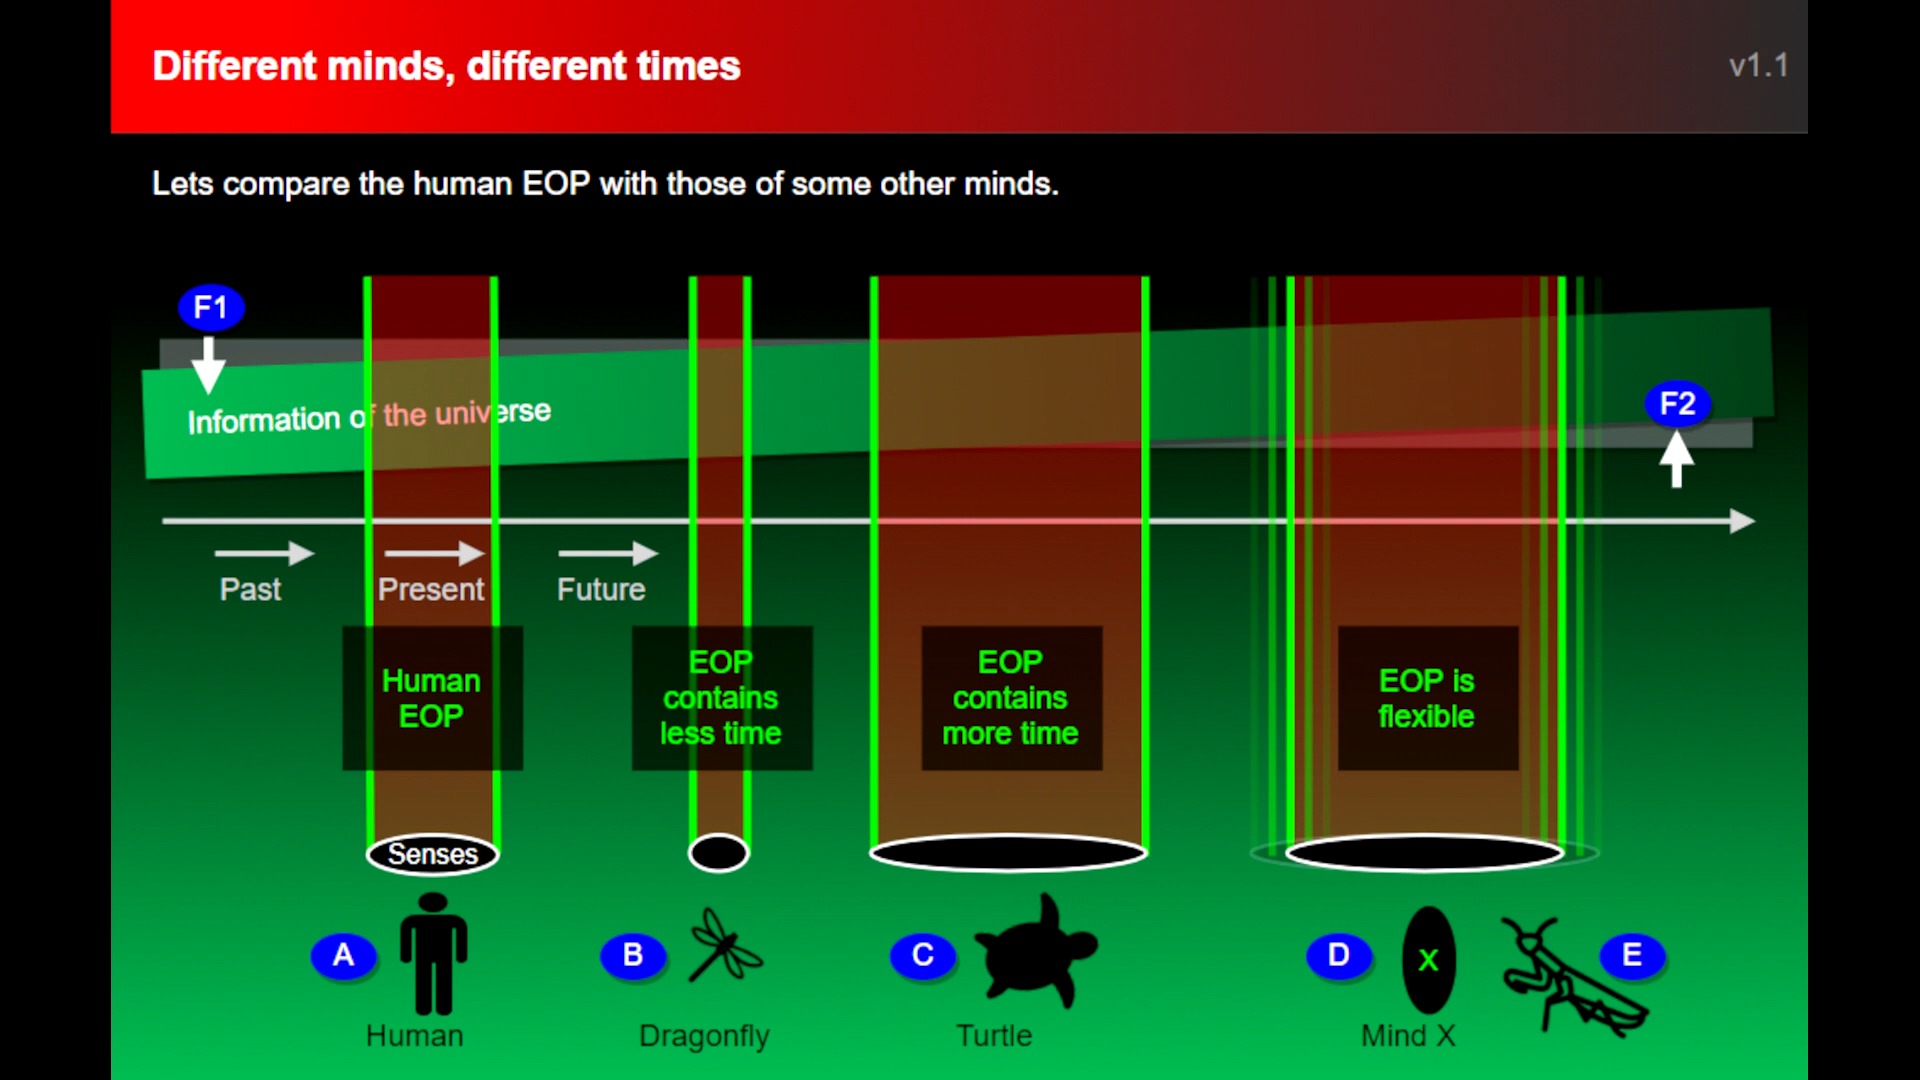 Different minds, different times
v1.1
Lets compare the human EOP with those of some other minds.
F1
Information of the universe
F2
Past
Present
Future
Human
EOP
EOP
contains
less time
EOP
contains
more time
EOP is
flexible
Senses
A
B
C
D
X
E
Human
Dragonfly
Turtle
Mind X